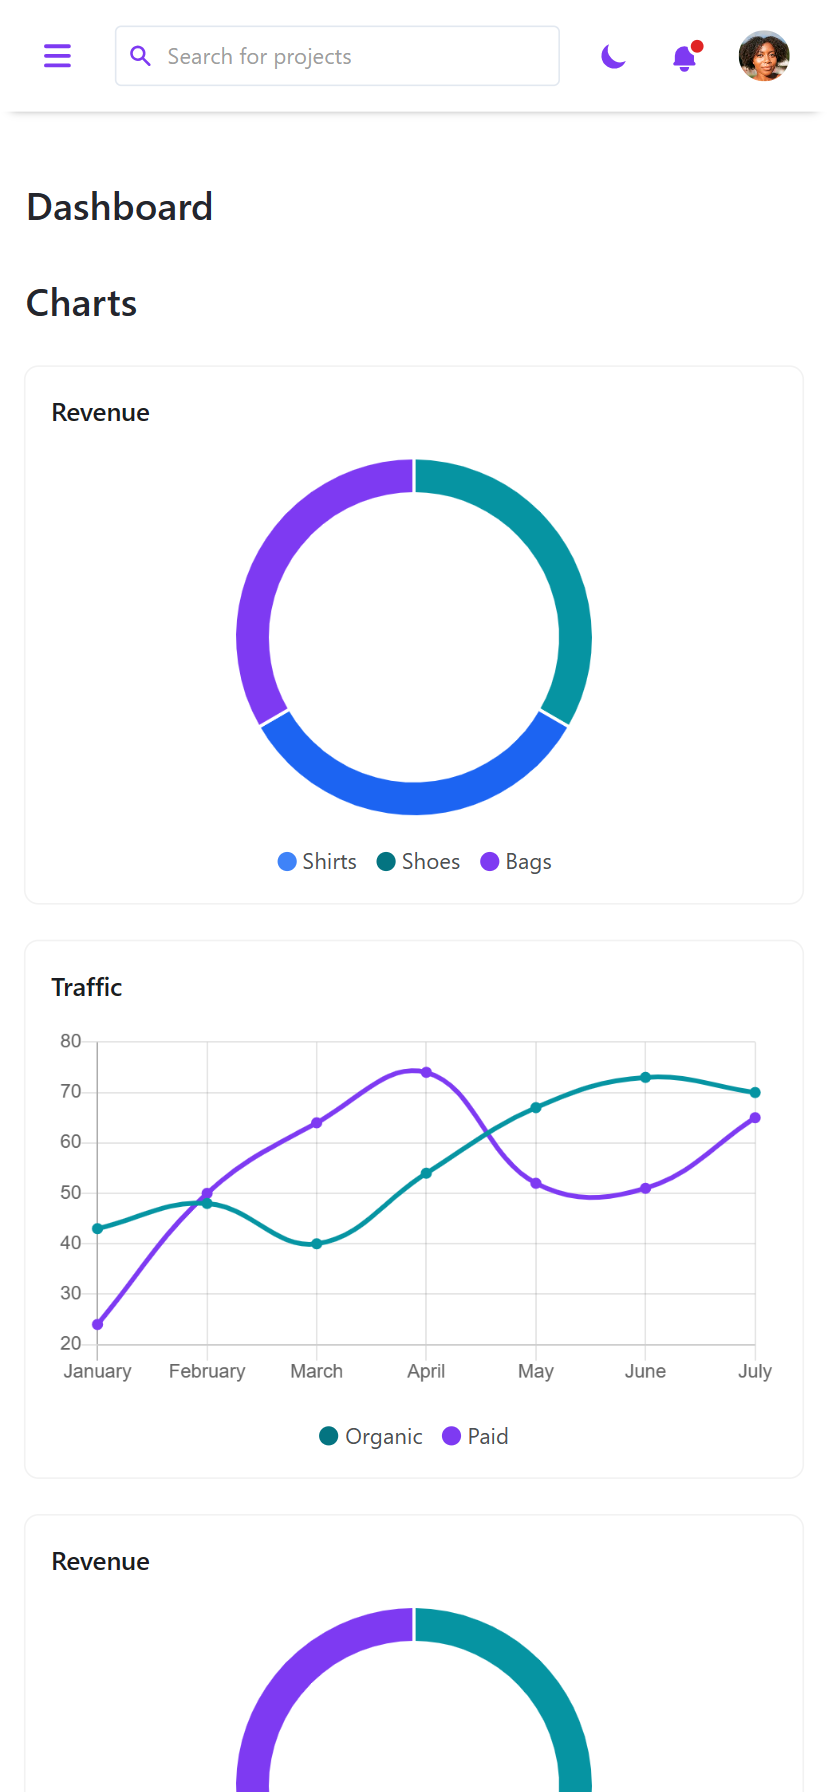 Search for projects
Dashboard
Charts
Revenue
Shirts Shoes Bags
Traffic
80
70
60
50
40
30
20
January February March April May June July
Organic Paid
Revenue